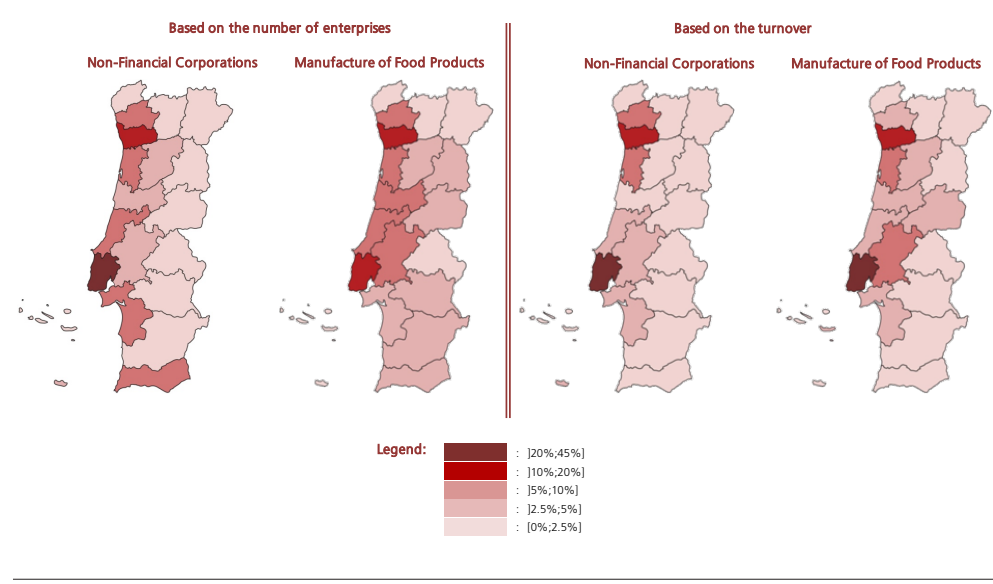 Based on the number of enterprises
Based on the turnover
Non-Financial Corporations
Manufacture of Food Products
Non-Financial Corporations
Manufacture of Food Products
Legend:
: ]20%;45%]
: ]10%;20%]
: ]5%;10%]
: ]2.5%;5%]
: [0%;2.5%]